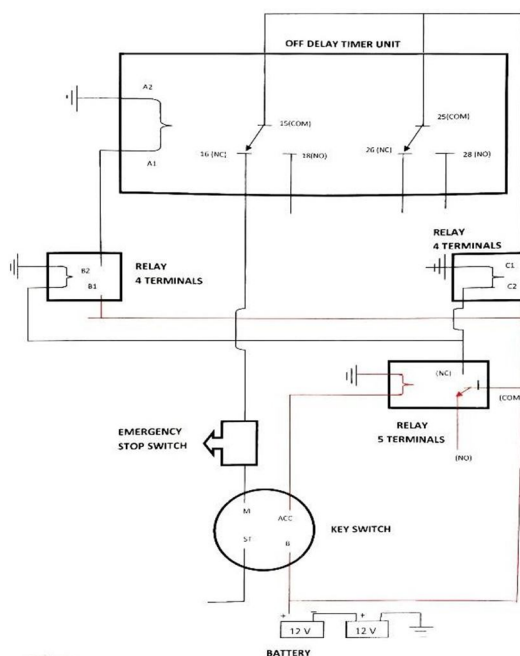 OFF DELAY TIMER UNIT
A2
15(COM)
25(COM)
16 (NC)
18(NO)
26 (NC)
28 (NO)
A1
RELAY
4 TERMINALS
B2
B1
RELAY
4 TERMINALS
C1
C2
(NC)
(COM
RELAY
5 TERMINALS
(NO)
EMERGENCY
STOP SWITCH
M
ACC
KEY SWITCH
ST
B
+
-
+
12 V
12 V
BATTERY